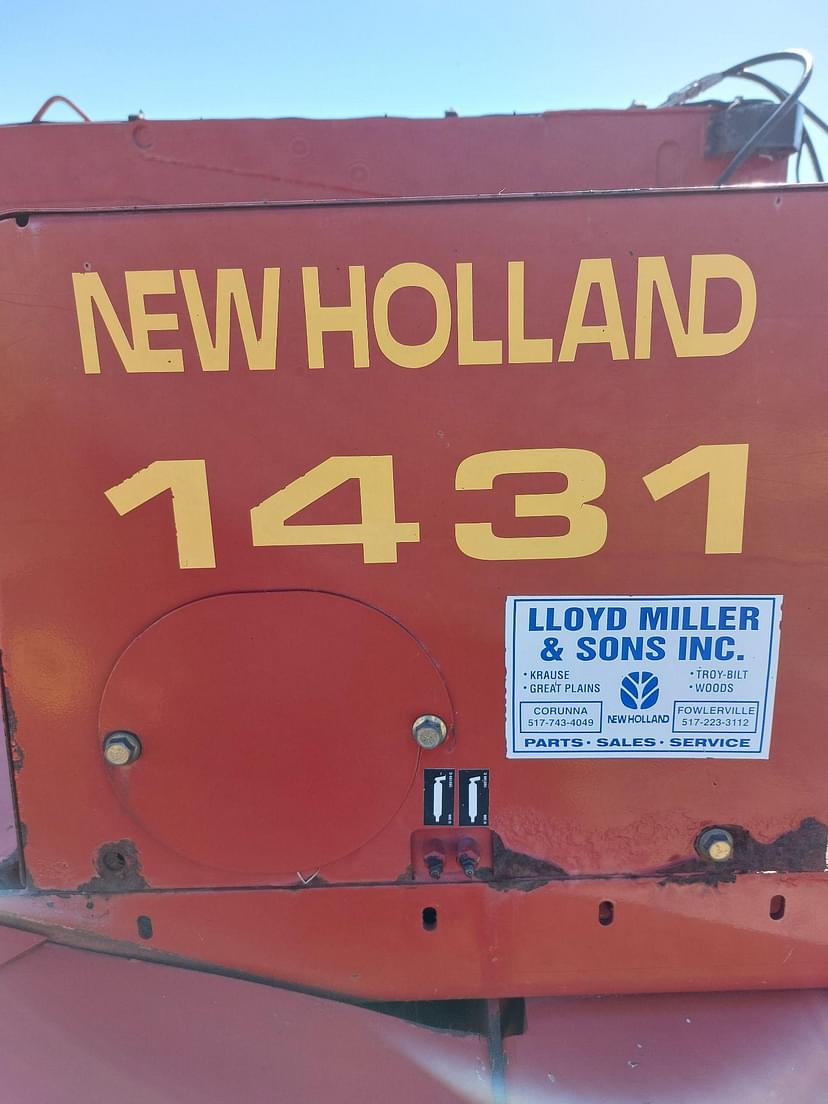 NEW HOLLAND
1431
LLOYD MILLER
& SONS INC.
• KRAUSE
• GREAT PLAINS
• TROY-BILT
• WOODS
NEW HOLLAND
CORUNNA
517-743-4049
FOWLERVILLE
517-223-3112
PARTS • SALES • SERVICE